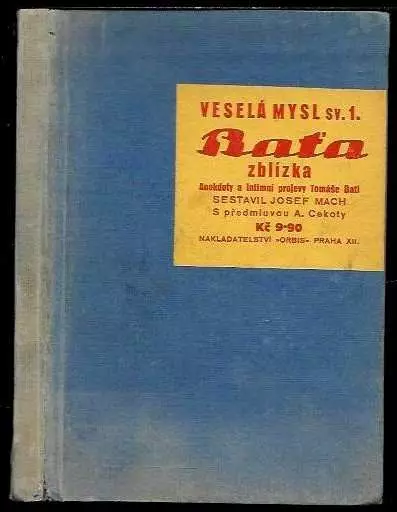 VESELÁ MYSL SV. 1.
Baťa
zblízka
Anekdoty a intimní projevy Tomáše Bati
SESTAVIL JOSEF MACH
S předmluvou A. Cekoty
Kč 9·90
NAKLADATELSTVÍ »ORBIS« PRAHA XII.